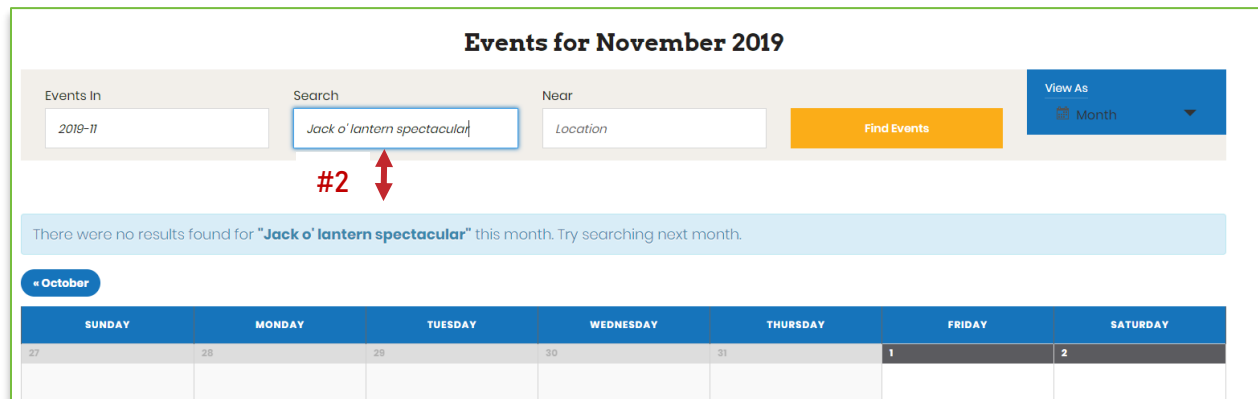 Events for November 2019
Events In
Search
Near
View As
2019-11
Jack o' lantern spectacular
Location
Find Events
Month
#2
There were no results found for "Jack o' lantern spectacular" this month. Try searching next month.
« October
SUNDAY MONDAY TUESDAY WEDNESDAY THURSDAY FRIDAY SATURDAY
27 28 29 30 31 1 2